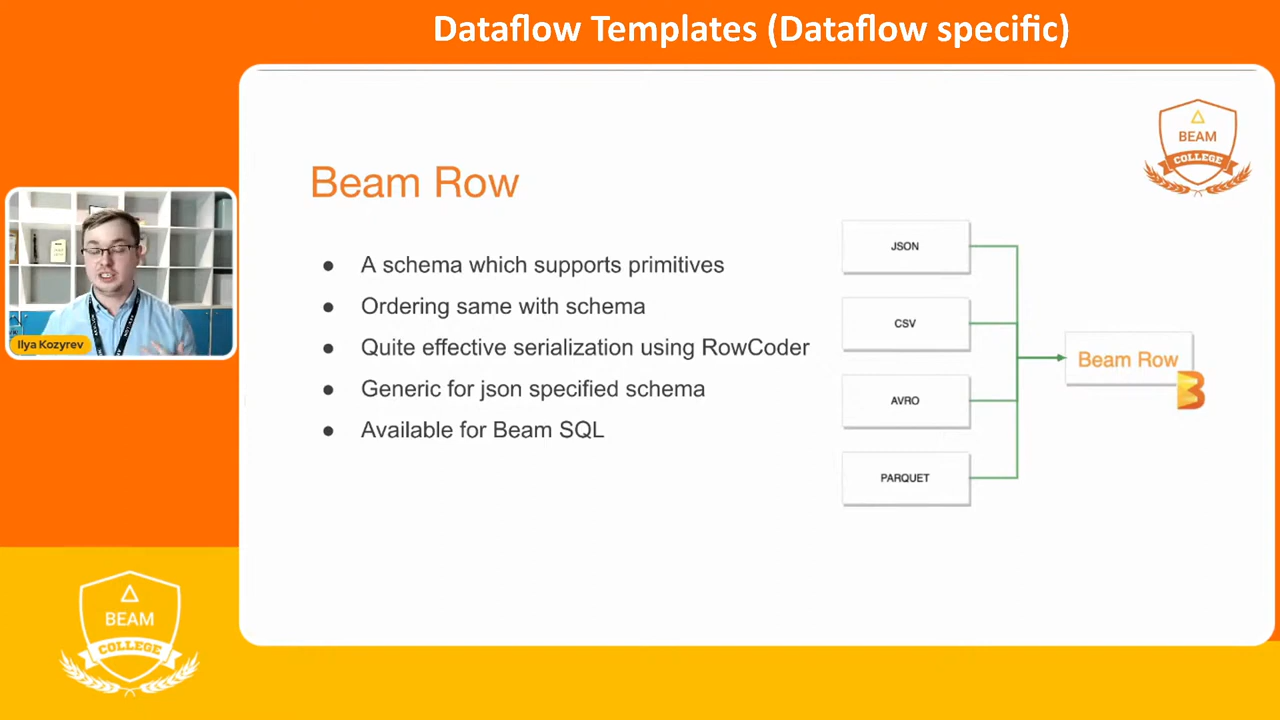 Dataflow Templates (Dataflow specific)
BEAM
COLLEGE
Beam Row
● A schema which supports primitives
● Ordering same with schema
● Quite effective serialization using RowCoder
● Generic for json specified schema
● Available for Beam SQL
JSON
CSV
AVRO
PARQUET
Beam Row
Ilya Kozyrev
BEAM
COLLEGE